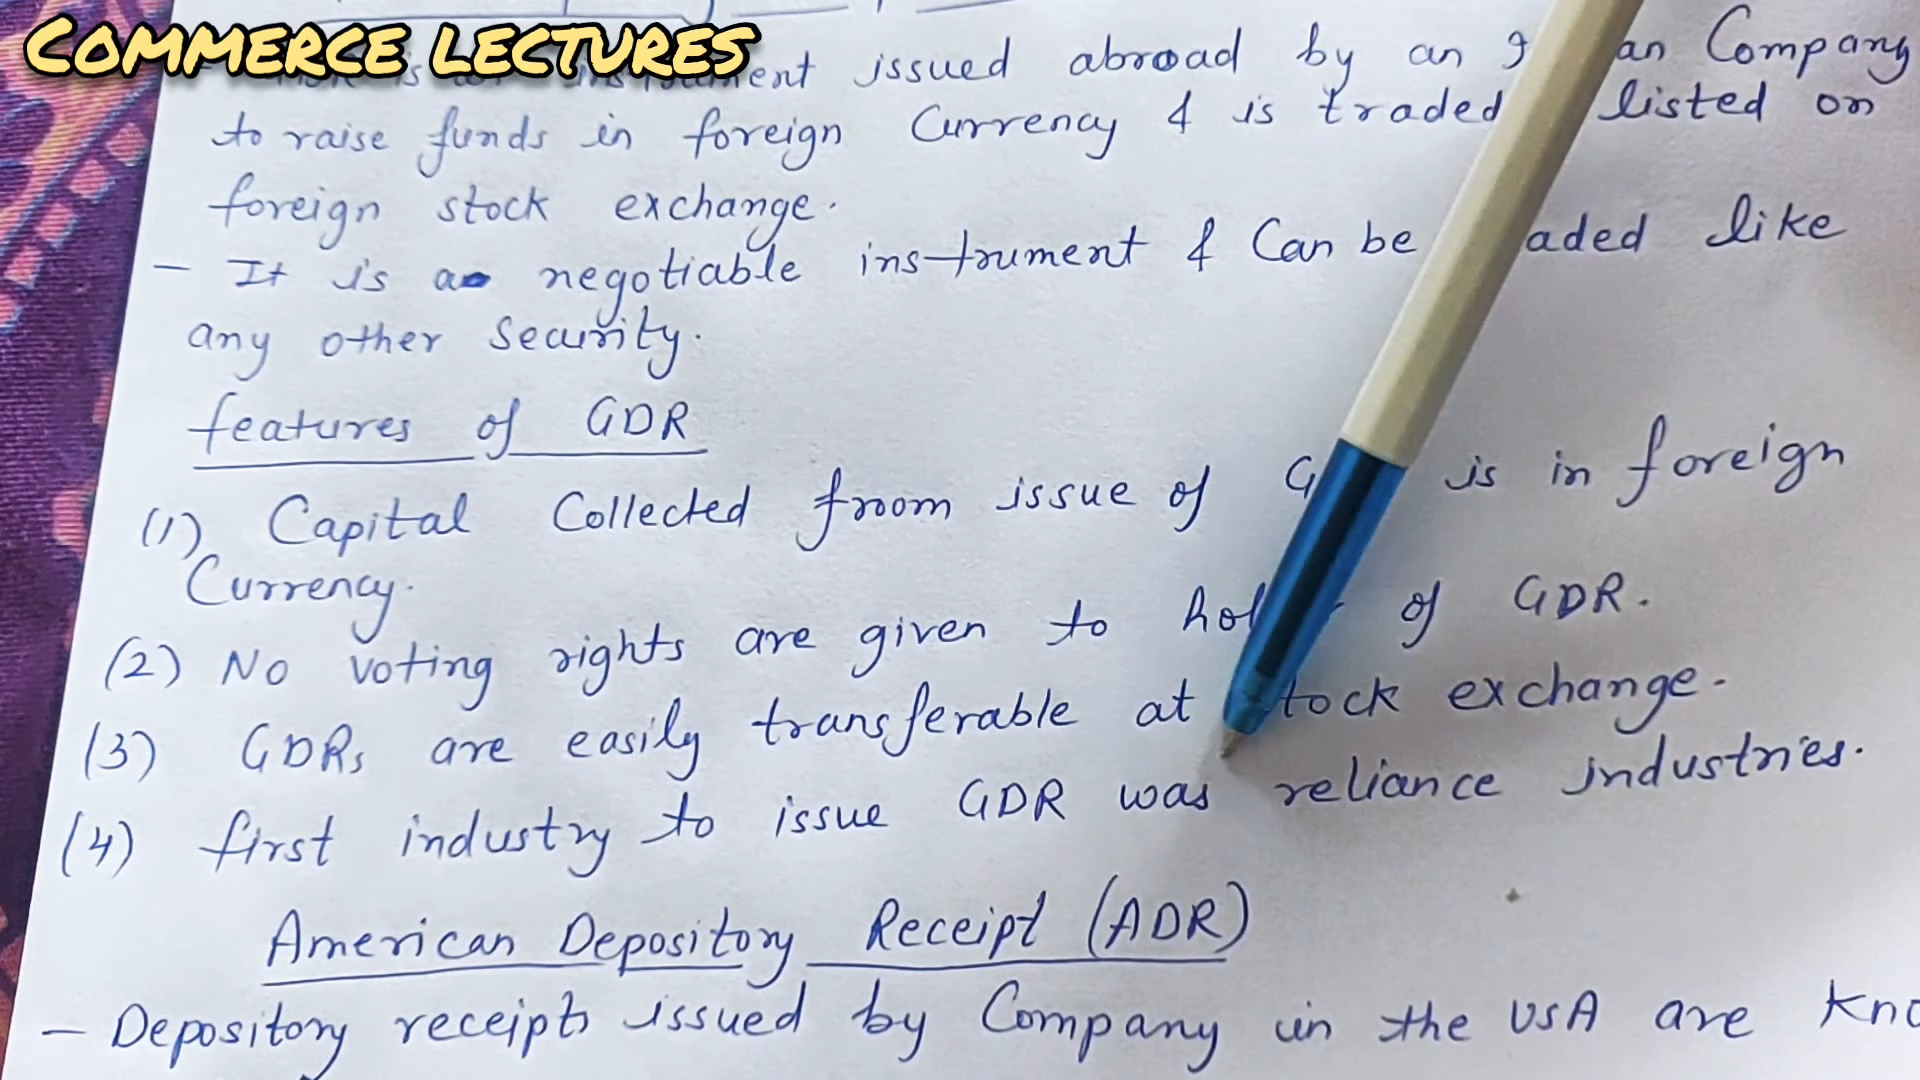 COMMERCE LECTURES
issued abroad by an Company
to raise funds in foreign Currency & is traded listed on
foreign stock exchange.
- It is a negotiable instrument & Can be like
any other security.
features of GDR
(1) Capital Collected from issue of is in foreign
Currency.
(2) No voting rights are given to of GDR.
(3) GDRs are easily transferable at exchange.
(4) first industry to issue GDR was reliance industries.
American Depository Receipt (ADR)
- Depository receipts issued by Company in the USA are